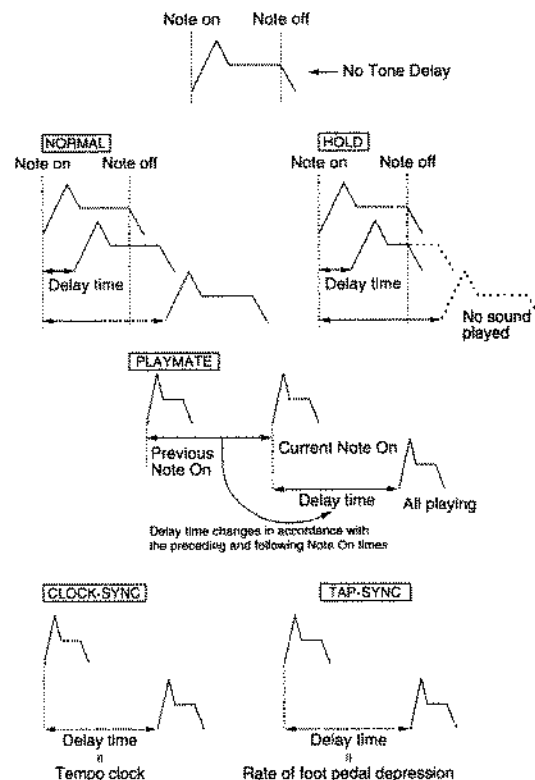 Note on Note off
No Tone Delay
NORMAL
Note on Note off
Delay time
HOLD
Note on Note off
Delay time
No sound
played
PLAYMATE
Previous
Note On
Current Note On
Delay time
All playing
Delay time changes in accordance with
the preceding and following Note On times
CLOCK-SYNC
Delay time
=
Tempo clock
TAP-SYNC
Delay time
=
Rate of foot pedal depression